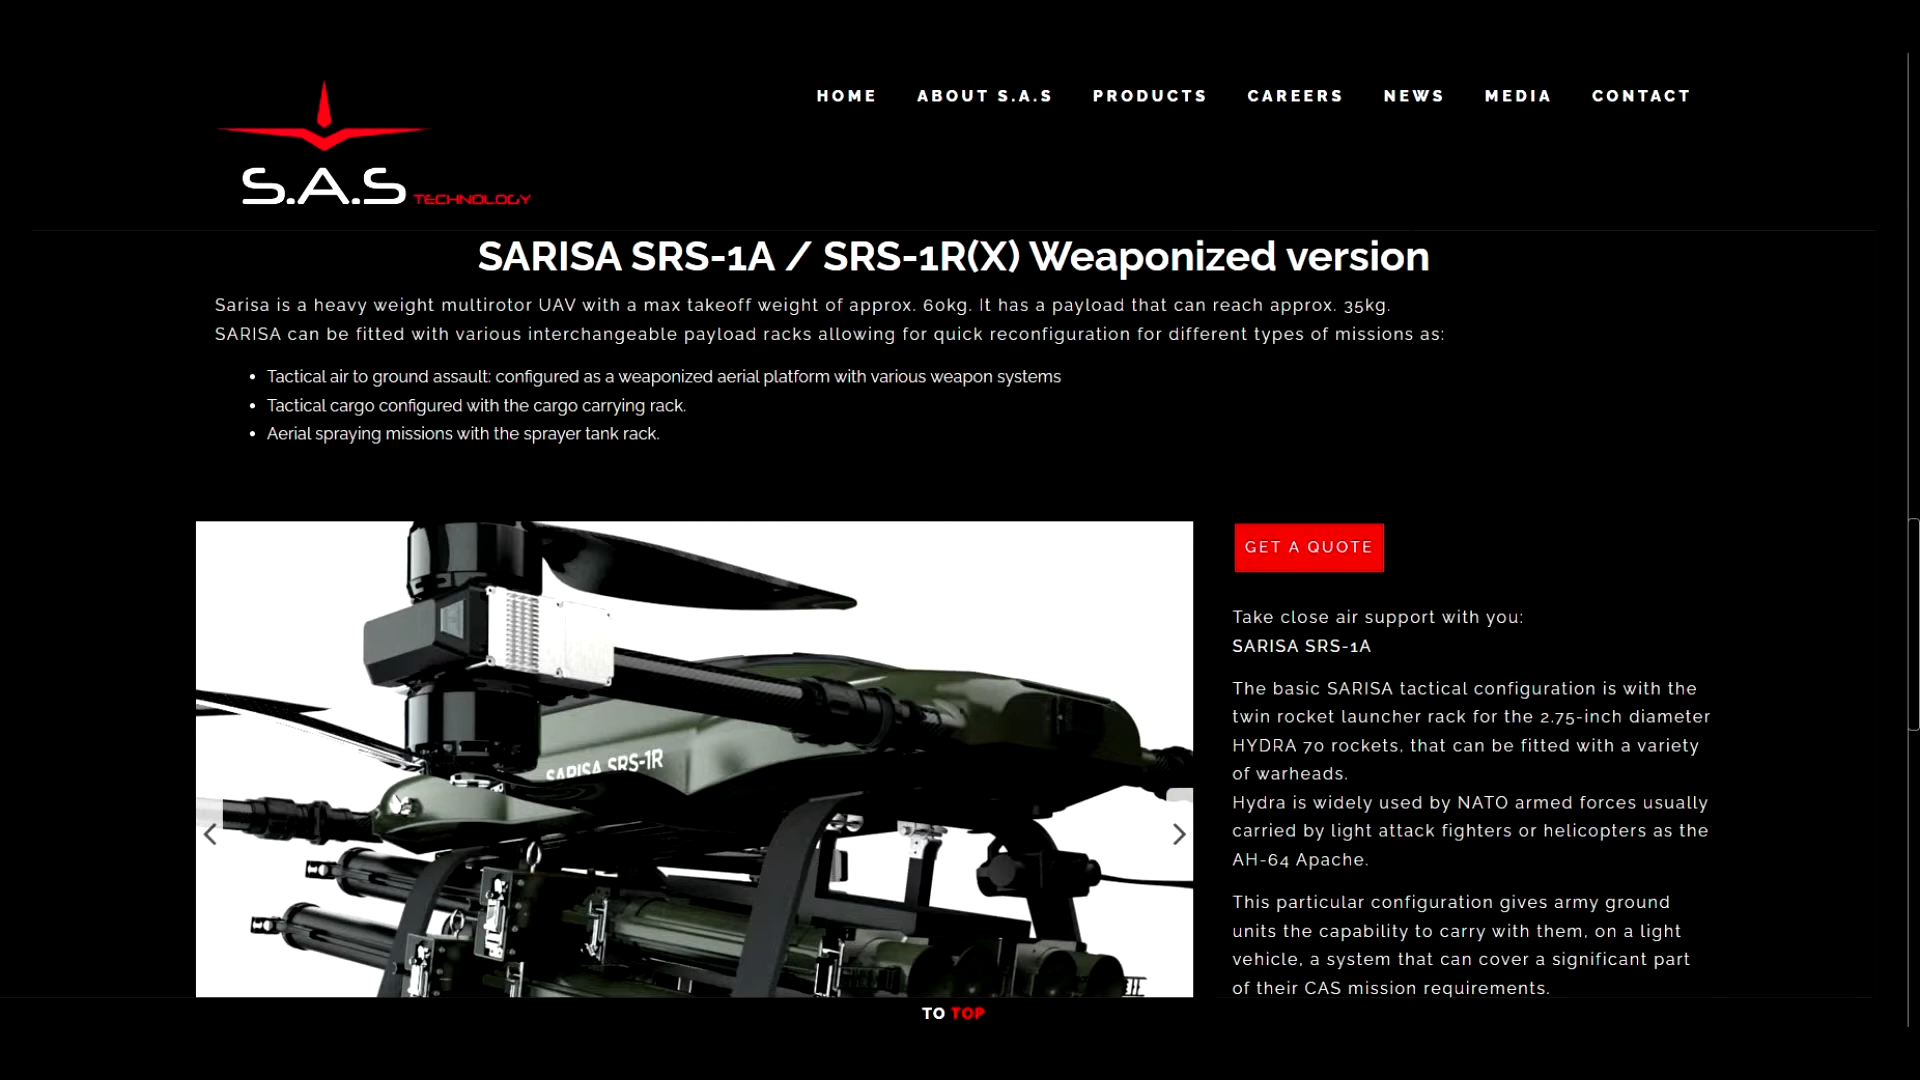 HOME ABOUT S.A.S PRODUCTS CAREERS NEWS MEDIA CONTACT
S.A.S TECHNOLOGY
SARISA SRS-1A / SRS-1R(X) Weaponized version
Sarisa is a heavy weight multirotor UAV with a max takeoff weight of approx. 60kg. It has a payload that can reach approx. 35kg.
SARISA can be fitted with various interchangeable payload racks allowing for quick reconfiguration for different types of missions as:
• Tactical air to ground assault: configured as a weaponized aerial platform with various weapon systems
• Tactical cargo configured with the cargo carrying rack.
• Aerial spraying missions with the sprayer tank rack.
SARISA SRS-1R
GET A QUOTE
Take close air support with you:
SARISA SRS-1A
The basic SARISA tactical configuration is with the
twin rocket launcher rack for the 2.75-inch diameter
HYDRA 70 rockets, that can be fitted with a variety
of warheads.
Hydra is widely used by NATO armed forces usually
carried by light attack fighters or helicopters as the
AH-64 Apache.
This particular configuration gives army ground
units the capability to carry with them, on a light
vehicle, a system that can cover a significant part
of their CAS mission requirements.
TO TOP